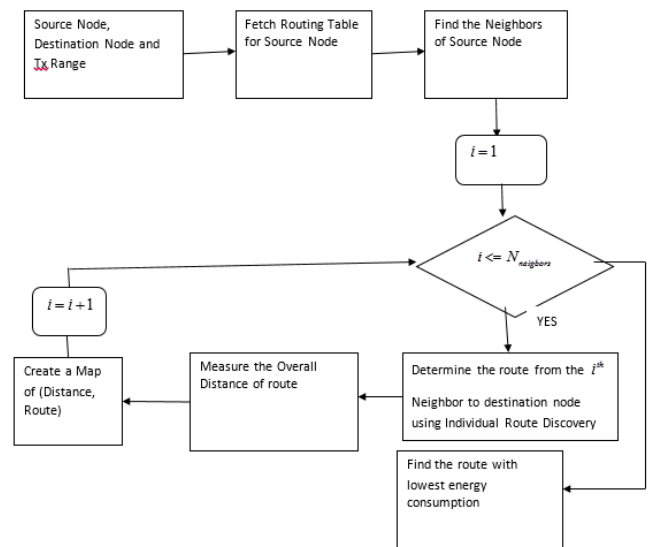 Source Node,
Destination Node and
Tx Range
Fetch Routing Table
for Source Node
Find the Neighbors
of Source Node
i = 1
i <= N neigbors
YES
i = i +1
Create a Map
of (Distance,
Route)
Measure the Overall
Distance of route
Determine the route from the i th
Neighbor to destination node
using Individual Route Discovery
Find the route with
lowest energy
consumption